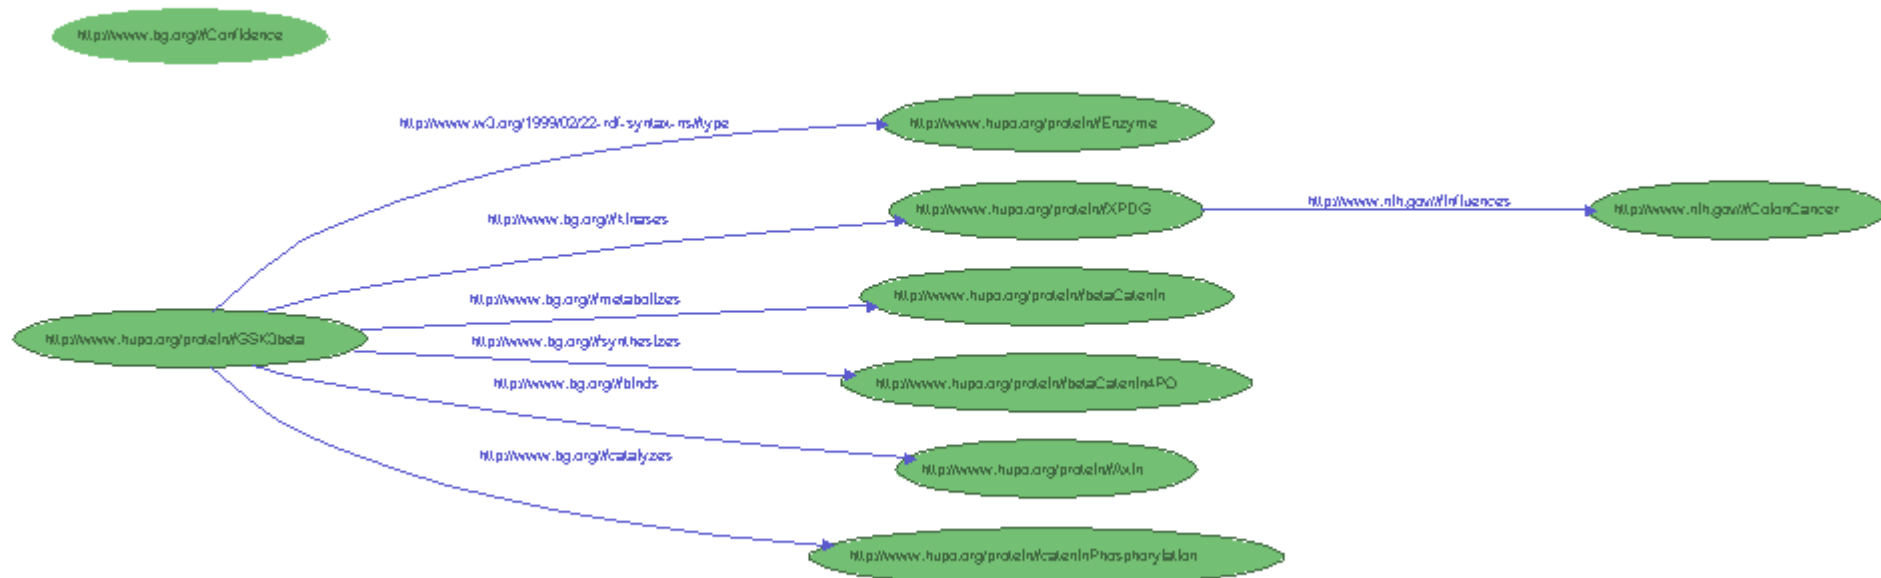 http://www.bg.org/#Confidence
http://www.w3.org/1999/02/22-rdf-syntax-ns#type
http://www.hupo.org/protein/#Enzyme
http://www.bg.org/#kinases
http://www.hupo.org/protein/#XPDG
http://www.nih.gov/#influences
http://www.nih.gov/#ColonCancer
http://www.bg.org/#metabolizes
http://www.hupo.org/protein/#betaCatenin
http://www.hupo.org/protein/#GSK3beta
http://www.bg.org/#synthesizes
http://www.bg.org/#binds
http://www.hupo.org/protein/#betaCatenin4PO
http://www.bg.org/#catalyzes
http://www.hupo.org/protein/#Axin
http://www.hupo.org/protein/#cateninPhosphorylation